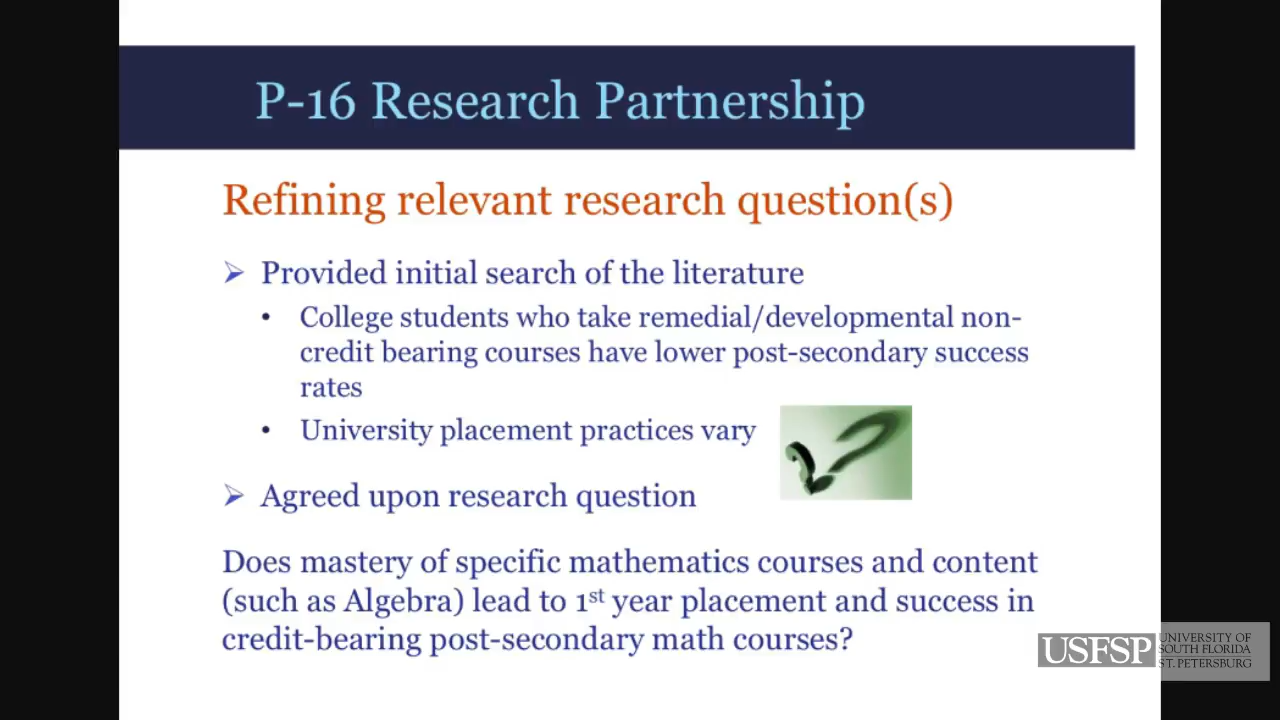 P-16 Research Partnership
Refining relevant research question(s)
➢ Provided initial search of the literature
• College students who take remedial/developmental non-
credit bearing courses have lower post-secondary success
rates
• University placement practices vary
➢ Agreed upon research question
Does mastery of specific mathematics courses and content
(such as Algebra) lead to 1st year placement and success in
credit-bearing post-secondary math courses?
USFSP
UNIVERSITY OF
SOUTH FLORIDA
ST. PETERSBURG